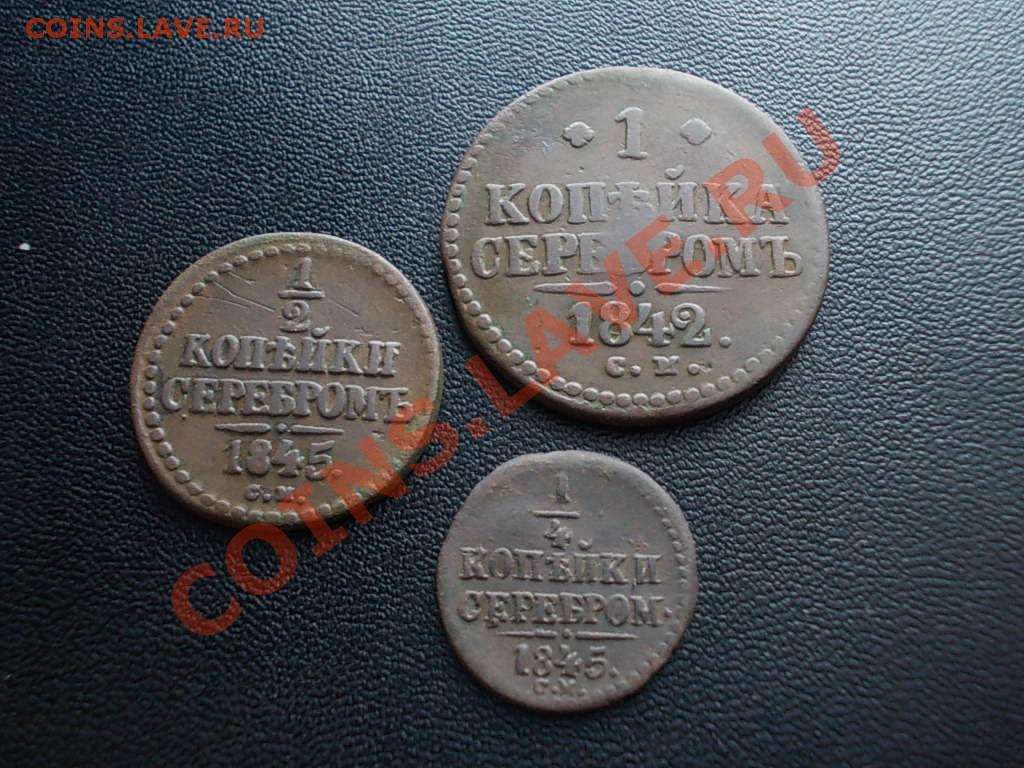 COINS.LAVE.RU
1
КОПѢЙКА
СЕРЕБРОМЪ
1842.
С. М.
1
2.
КОПѢЙКИ
СЕРЕБРОМЪ
1845.
С.М.
1
4.
КОПѢЙКИ
СЕРЕБРОМ
1845.
С.М.
COINS.LAVE.RU